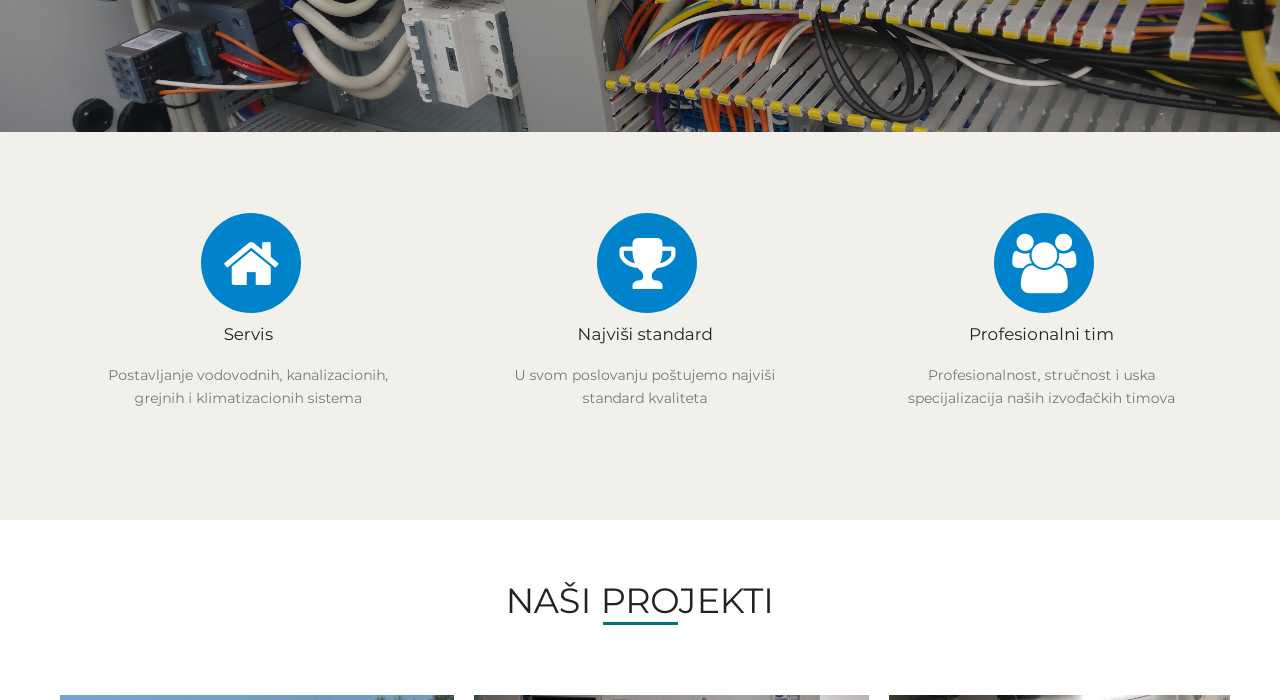 Servis
Postavljanje vodovodnih, kanalizacionih,
grejnih i klimatizacionih sistema
Najviši standard
U svom poslovanju poštujemo najviši
standard kvaliteta
Profesionalni tim
Profesionalnost, stručnost i uska
specijalizacija naših izvođačkih timova
NAŠI PROJEKTI